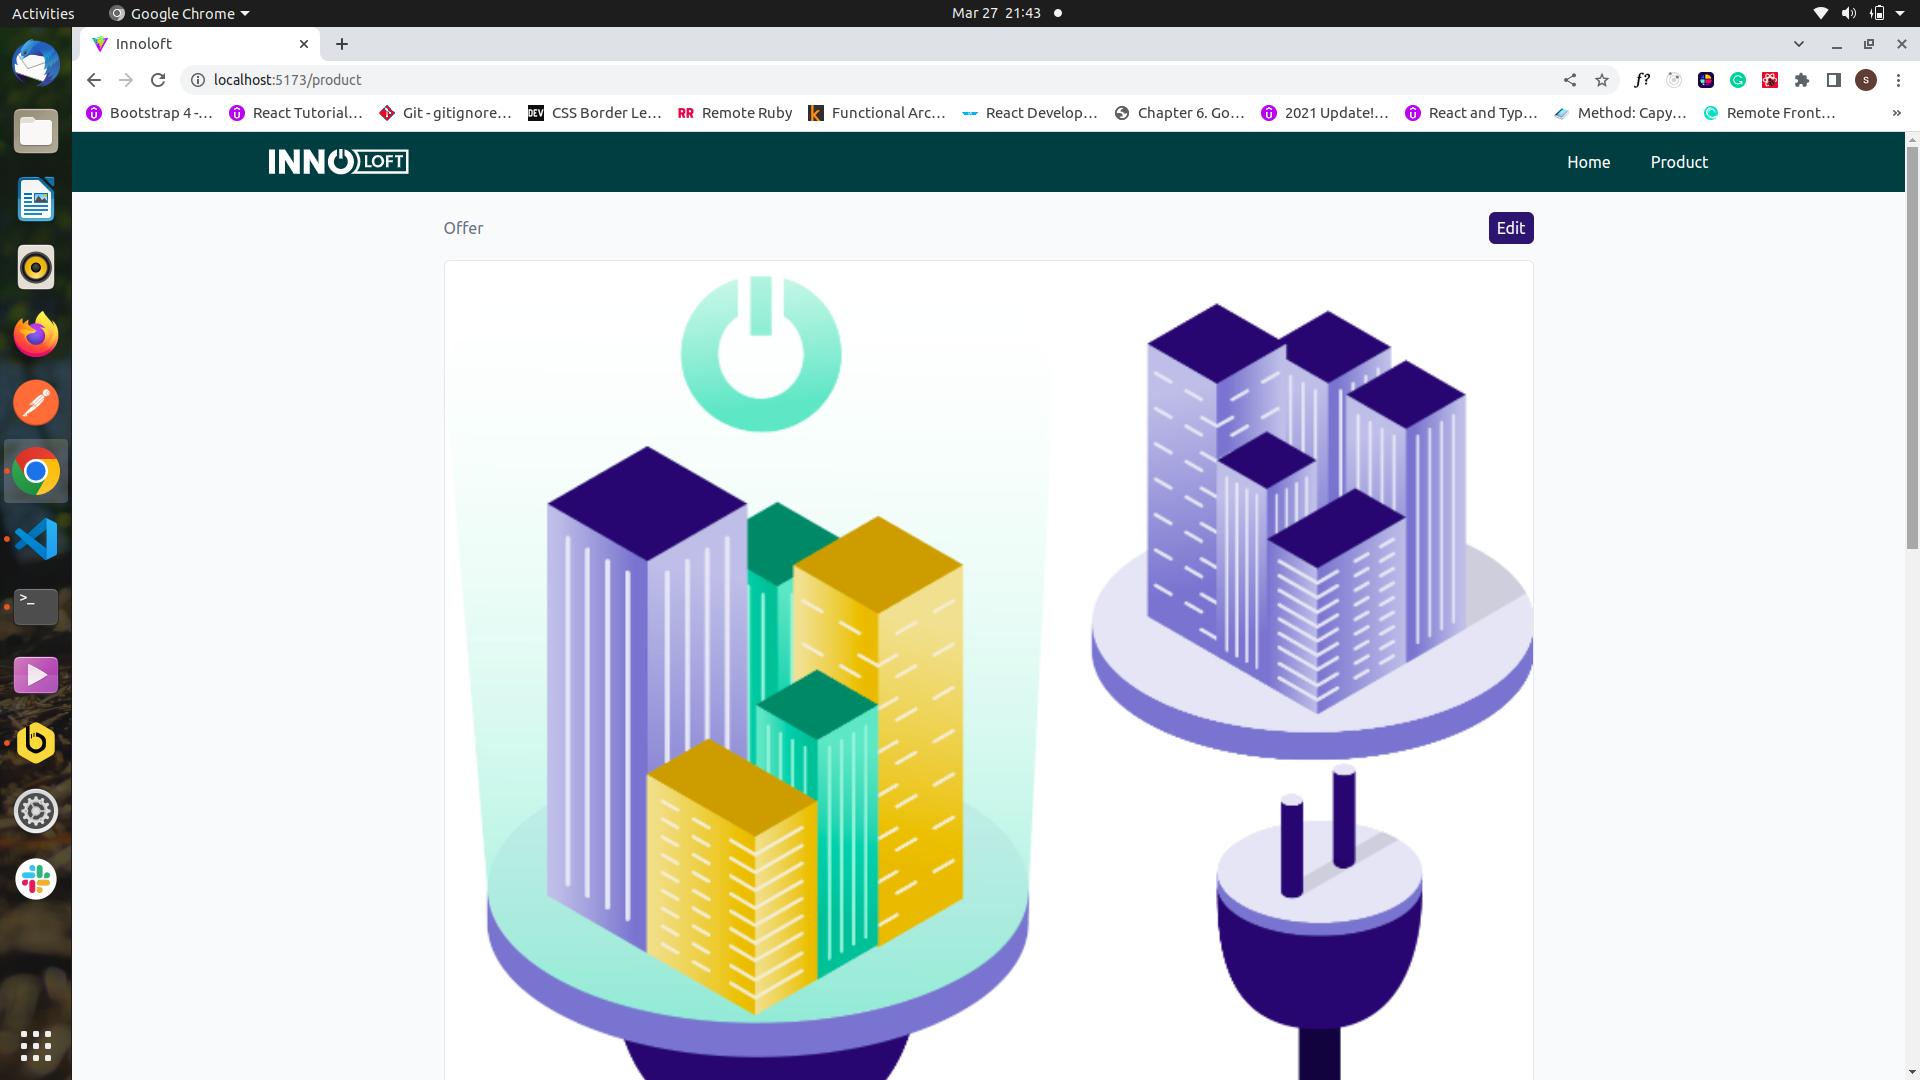 Activities Google Chrome Mar 27 21:43
Innoloft
localhost:5173/product f? S
Bootstrap 4 -... React Tutorial... Git - gitignore... DEV CSS Border Le... RR Remote Ruby k Functional Arc... React Develop... Chapter 6. Go... 2021 Update!... React and Typ... Method: Capy... Remote Front... »
INNOLOFT Home Product
Offer Edit
>_